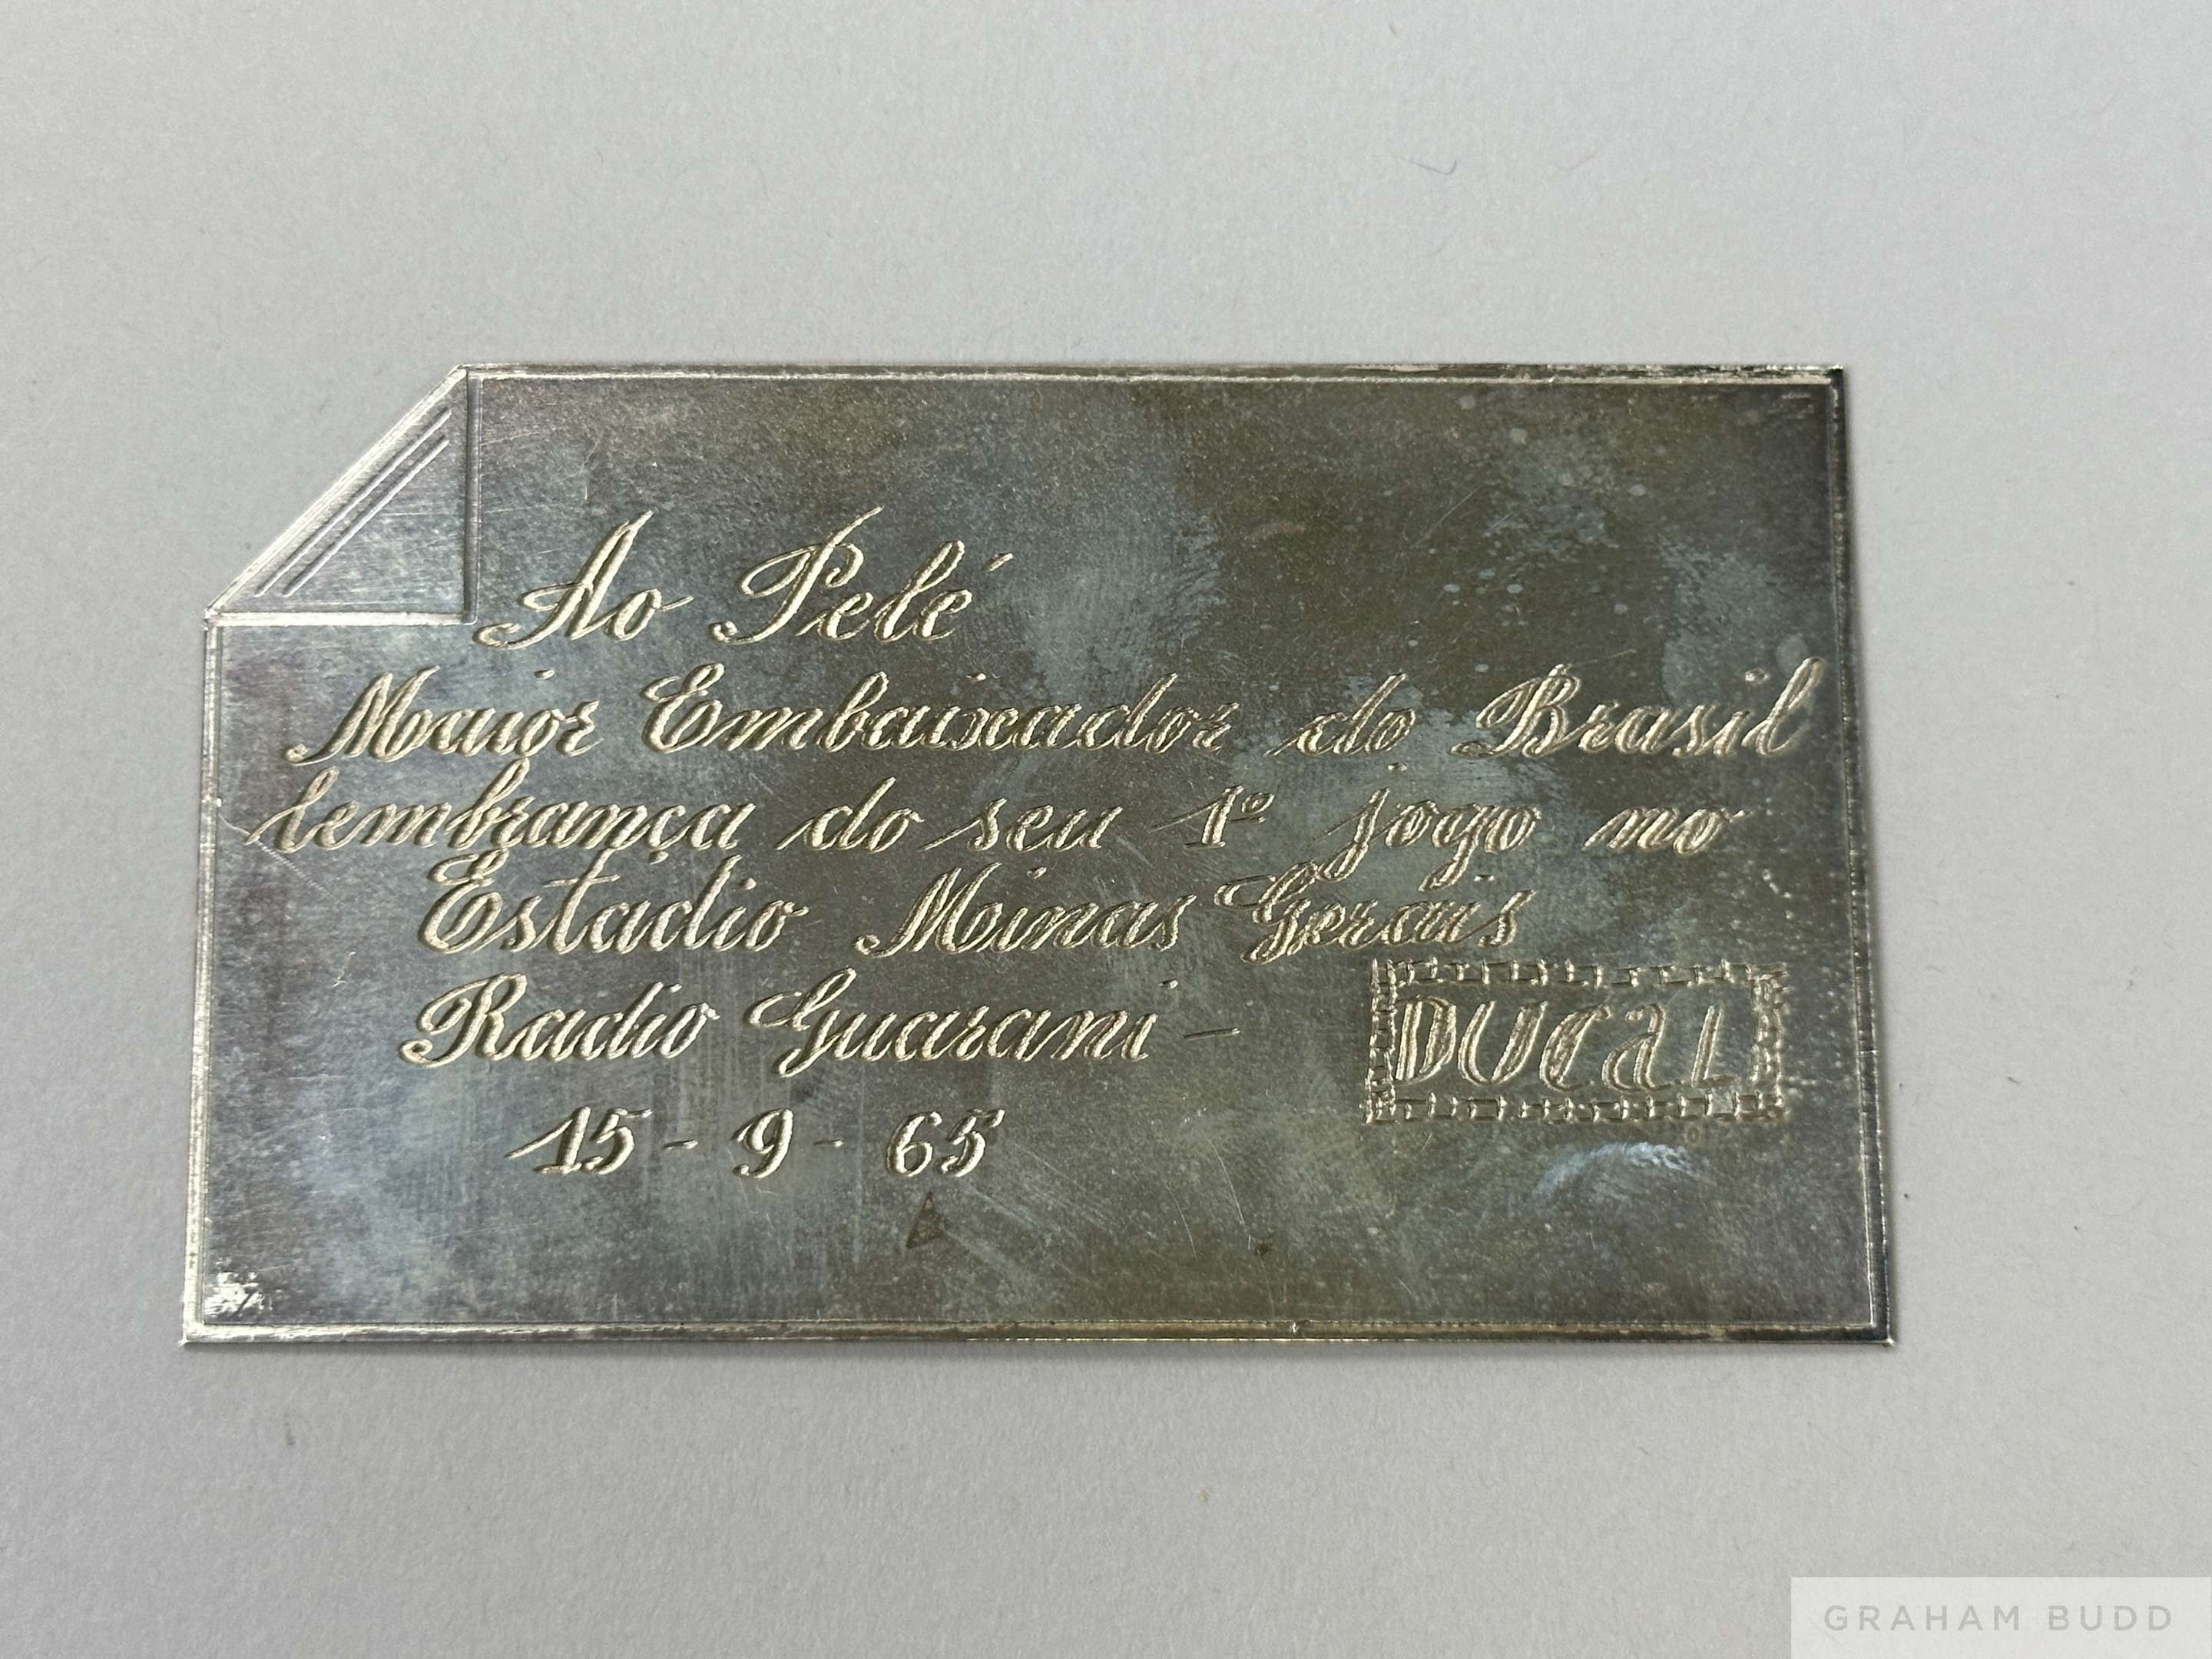 Ao Pelé
Maior Embaixador do Brasil
lembrança do seu 1º jogo no
Estadio Minas Gerais
Radio Guarani -
DUCAL
15 - 9 - 65
GRAHAM BUDD